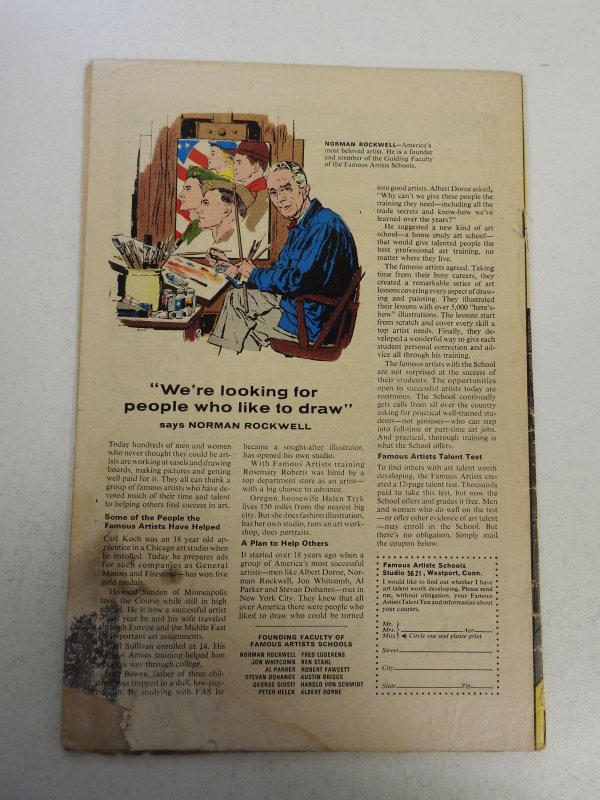 NORMAN ROCKWELL—America's
most beloved artist. He is a founder
and member of the Guiding Faculty
of the Famous Artists Schools.
"We're looking for
people who like to draw"
says NORMAN ROCKWELL
Today hundreds of men and women
who never thought they could be art-
ists are working at easels and drawing
boards, making pictures and getting
well paid for it. They all can thank a
group of famous artists who have de-
voted much of their time and talent
to helping others find success in art.
Some of the People the
Famous Artists Have Helped
Carl Koch was an 18 year old ap-
prentice in a Chicago art studio when
he enrolled. Today he prepares ads
for such companies as General
Motors and Firestone—has won five
gold medals.
Howard Sanden of Minneapolis
took the Course while still in high
He is now a successful artist
year he and his wife traveled
through Europe and the Middle East
important art assignments.
Sullivan enrolled at 14. His
Artists training helped him
his way through college.
Bowen, father of three chil-
was trapped in a dull, low-pay-
By studying with FAS he
became a sought-after illustrator,
has opened his own studio.
With Famous Artists training
Rosemary Roberts was hired by a
top department store as an artist—
with a big chance to advance.
Oregon housewife Helen Tryk
lives 150 miles from the nearest big
city. But she does fashion illustration,
has her own studio, runs an art work-
shop, does portraits.
A Plan to Help Others
It started over 18 years ago when a
group of America's most successful
artists—men like Albert Dorne, Nor-
man Rockwell, Jon Whitcomb, Al
Parker and Stevan Dohanos—met in
New York City. They knew that all
over America there were people who
liked to draw who could be turned
FOUNDING FACULTY OF
FAMOUS ARTISTS SCHOOLS
NORMAN ROCKWELL FRED LUDEKENS
JON WHITCOMB BEN STAHL
AL PARKER ROBERT FAWCETT
STEVAN DOHANOS AUSTIN BRIGGS
GEORGE GIUSTI HAROLD VON SCHMIDT
PETER HELCK ALBERT DORNE
into good artists. Albert Dorne asked,
"Why can't we give these people the
training they need—including all the
trade secrets and know-how we've
learned over the years?"
He suggested a new kind of art
school—a home study art school—
that would give talented people the
best professional art training, no
matter where they live.
The famous artists agreed. Taking
time from their busy careers, they
created a remarkable series of art
lessons covering every aspect of draw-
ing and painting. They illustrated
their lessons with over 5,000 "here's-
how" illustrations. The lessons start
from scratch and cover every skill a
top artist needs. Finally, they de-
veloped a wonderful way to give each
student personal correction and ad-
vice all through his training.
The famous artists with the School
are not surprised at the success of
their students. The opportunities
open to successful artists today are
enormous. The School continually
gets calls from all over the country
asking for practical well-trained stu-
dents—not geniuses—who can step
into full-time or part-time art jobs.
And practical, thorough training is
what the School offers.
Famous Artists Talent Test
To find others with art talent worth
developing, the Famous Artists cre-
ated a 12-page talent test. Thousands
paid to take this test, but now the
School offers and grades it free. Men
and women who do well on the test
—or offer other evidence of art talent
—may enroll in the School. But
there's no obligation. Simply mail
the coupon below.
Famous Artists Schools
Studio 5621, Westport, Conn.
I would like to find out whether I have
art talent worth developing. Please send
me, without obligation, your Famous
Artists Talent Test and information about
your courses.
Mr.
Mrs. Age
Miss Circle one and please print
Street
City
State Zip